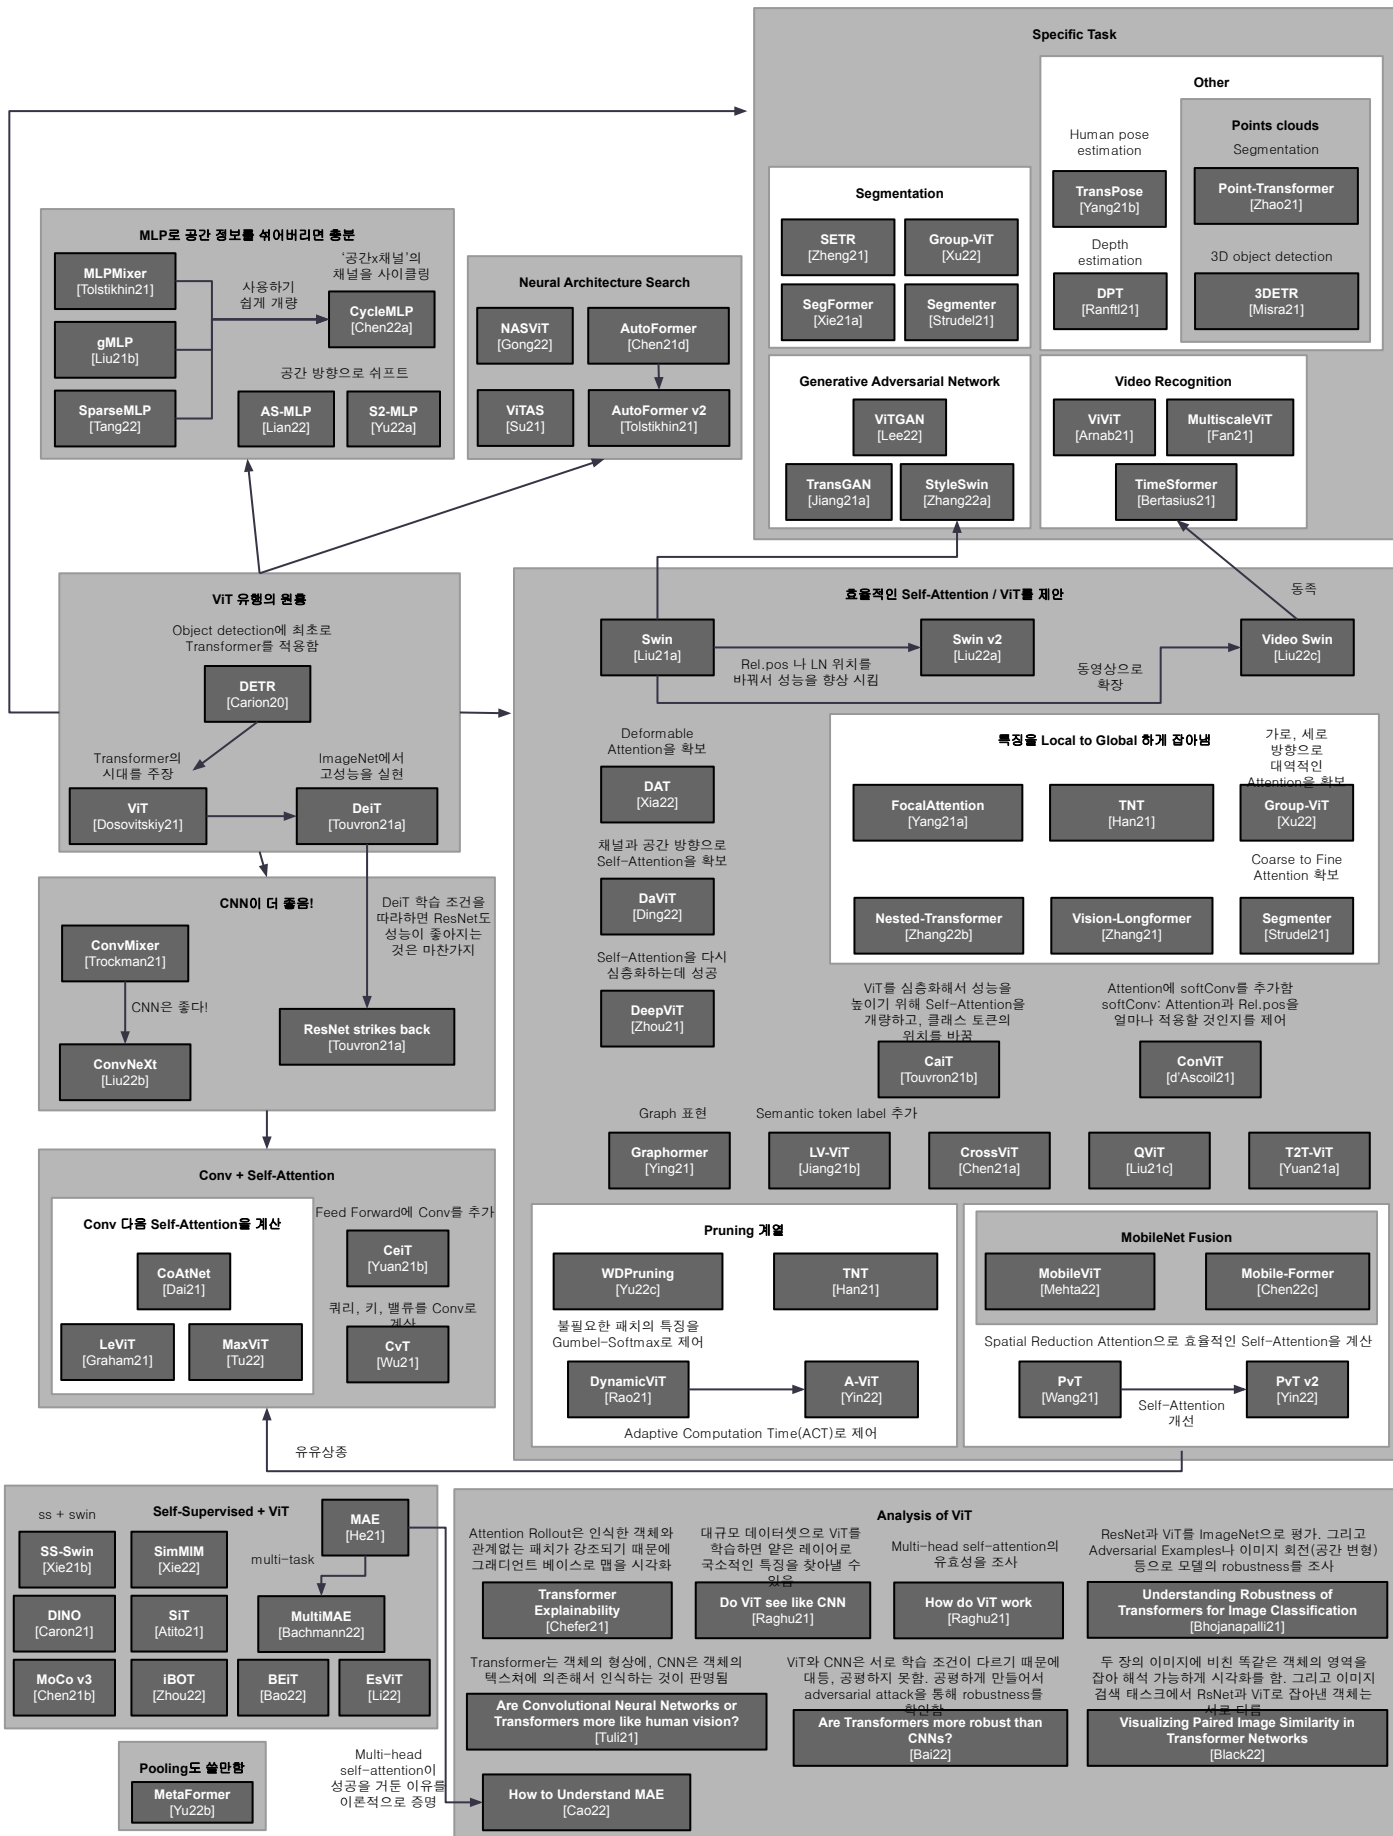 Specific Task
Other
Human pose
estimation
TransPose
[Yang21b]
Depth
estimation
DPT
[Ranftl21]
Points clouds
Segmentation
Point-Transformer
[Zhao21]
3D object detection
3DETR
[Misra21]
Segmentation
SETR
[Zheng21]
Group-ViT
[Xu22]
SegFormer
[Xie21a]
Segmenter
[Strudel21]
Generative Adversarial Network
ViTGAN
[Lee22]
TransGAN
[Jiang21a]
StyleSwin
[Zhang22a]
Video Recognition
ViViT
[Arnab21]
MultiscaleViT
[Fan21]
TimeSformer
[Bertasius21]
MLP로 공간 정보를 섞어버리면 충분
MLPMixer
[Tolstikhin21]
gMLP
[Liu21b]
SparseMLP
[Tang22]
사용하기
쉽게 개량
‘공간x채널’의
채널을 사이클링
CycleMLP
[Chen22a]
공간 방향으로 쉬프트
AS-MLP
[Lian22]
S2-MLP
[Yu22a]
Neural Architecture Search
NASViT
[Gong22]
AutoFormer
[Chen21d]
ViTAS
[Su21]
AutoFormer v2
[Tolstikhin21]
ViT 유행의 원흉
Object detection에 최초로
Transformer를 적용함
DETR
[Carion20]
Transformer의
시대를 주장
ViT
[Dosovitskiy21]
ImageNet에서
고성능을 실현
DeiT
[Touvron21a]
CNN이 더 좋음!
ConvMixer
[Trockman21]
CNN은 좋다!
ConvNeXt
[Liu22b]
DeiT 학습 조건을
따라하면 ResNet도
성능이 좋아지는
것은 마찬가지
ResNet strikes back
[Touvron21a]
Conv + Self-Attention
Conv 다음 Self-Attention을 계산
CoAtNet
[Dai21]
LeViT
[Graham21]
MaxViT
[Tu22]
Feed Forward에 Conv를 추가
CeiT
[Yuan21b]
쿼리, 키, 밸류를 Conv로
계산
CvT
[Wu21]
유유상종
효율적인 Self-Attention / ViT를 제안
Swin
[Liu21a]
Rel.pos 나 LN 위치를
바꿔서 성능을 향상 시킴
Swin v2
[Liu22a]
동영상으로
확장
Video Swin
[Liu22c]
동족
Deformable
Attention을 확보
DAT
[Xia22]
채널과 공간 방향으로
Self-Attention을 확보
DaViT
[Ding22]
Self-Attention을 다시
심층화하는데 성공
DeepViT
[Zhou21]
특징을 Local to Global 하게 잡아냄
FocalAttention
[Yang21a]
TNT
[Han21]
가로, 세로
방향으로
대역적인
Attention을 확보
Group-ViT
[Xu22]
Nested-Transformer
[Zhang22b]
Vision-Longformer
[Zhang21]
Coarse to Fine
Attention 확보
Segmenter
[Strudel21]
ViT를 심층화해서 성능을
높이기 위해 Self-Attention을
개량하고, 클래스 토큰의
위치를 바꿈
CaiT
[Touvron21b]
Attention에 softConv를 추가함
softConv: Attention과 Rel.pos을
얼마나 적용할 것인지를 제어
ConViT
[d'Ascoil21]
Graph 표현
Graphormer
[Ying21]
Semantic token label 추가
LV-ViT
[Jiang21b]
CrossViT
[Chen21a]
QViT
[Liu21c]
T2T-ViT
[Yuan21a]
Pruning 계열
WDPruning
[Yu22c]
TNT
[Han21]
불필요한 패치의 특징을
Gumbel-Softmax로 제어
DynamicViT
[Rao21]
A-ViT
[Yin22]
Adaptive Computation Time(ACT)로 제어
MobileNet Fusion
MobileViT
[Mehta22]
Mobile-Former
[Chen22c]
Spatial Reduction Attention으로 효율적인 Self-Attention을 계산
PvT
[Wang21]
Self-Attention
개선
PvT v2
[Yin22]
Self-Supervised + ViT
ss + swin
SS-Swin
[Xie21b]
SimMIM
[Xie22]
MAE
[He21]
multi-task
MultiMAE
[Bachmann22]
DINO
[Caron21]
SiT
[Atito21]
MoCo v3
[Chen21b]
iBOT
[Zhou22]
BEiT
[Bao22]
EsViT
[Li22]
Pooling도 쓸만함
MetaFormer
[Yu22b]
Multi-head
self-attention이
성공을 거둔 이유를
이론적으로 증명
Analysis of ViT
Attention Rollout은 인식한 객체와
관계없는 패치가 강조되기 때문에
그래디언트 베이스로 맵을 시각화
Transformer
Explainability
[Chefer21]
대규모 데이터셋으로 ViT를
학습하면 얕은 레이어로
국소적인 특징을 찾아낼 수
있음
Do ViT see like CNN
[Raghu21]
Multi-head self-attention의
유효성을 조사
How do ViT work
[Raghu21]
ResNet과 ViT를 ImageNet으로 평가. 그리고
Adversarial Examples나 이미지 회전(공간 변형)
등으로 모델의 robustness를 조사
Understanding Robustness of
Transformers for Image Classification
[Bhojanapalli21]
Transformer는 객체의 형상에, CNN은 객체의
텍스쳐에 의존해서 인식하는 것이 판명됨
Are Convolutional Neural Networks or
Transformers more like human vision?
[Tuli21]
ViT와 CNN은 서로 학습 조건이 다르기 때문에
대등, 공평하지 못함. 공평하게 만들어서
adversarial attack을 통해 robustness를
확인함
Are Transformers more robust than
CNNs?
[Bai22]
두 장의 이미지에 비친 똑같은 객체의 영역을
잡아 해석 가능하게 시각화를 함. 그리고 이미지
검색 태스크에서 RsNet과 ViT로 잡아낸 객체는
서로 다름
Visualizing Paired Image Similarity in
Transformer Networks
[Black22]
How to Understand MAE
[Cao22]